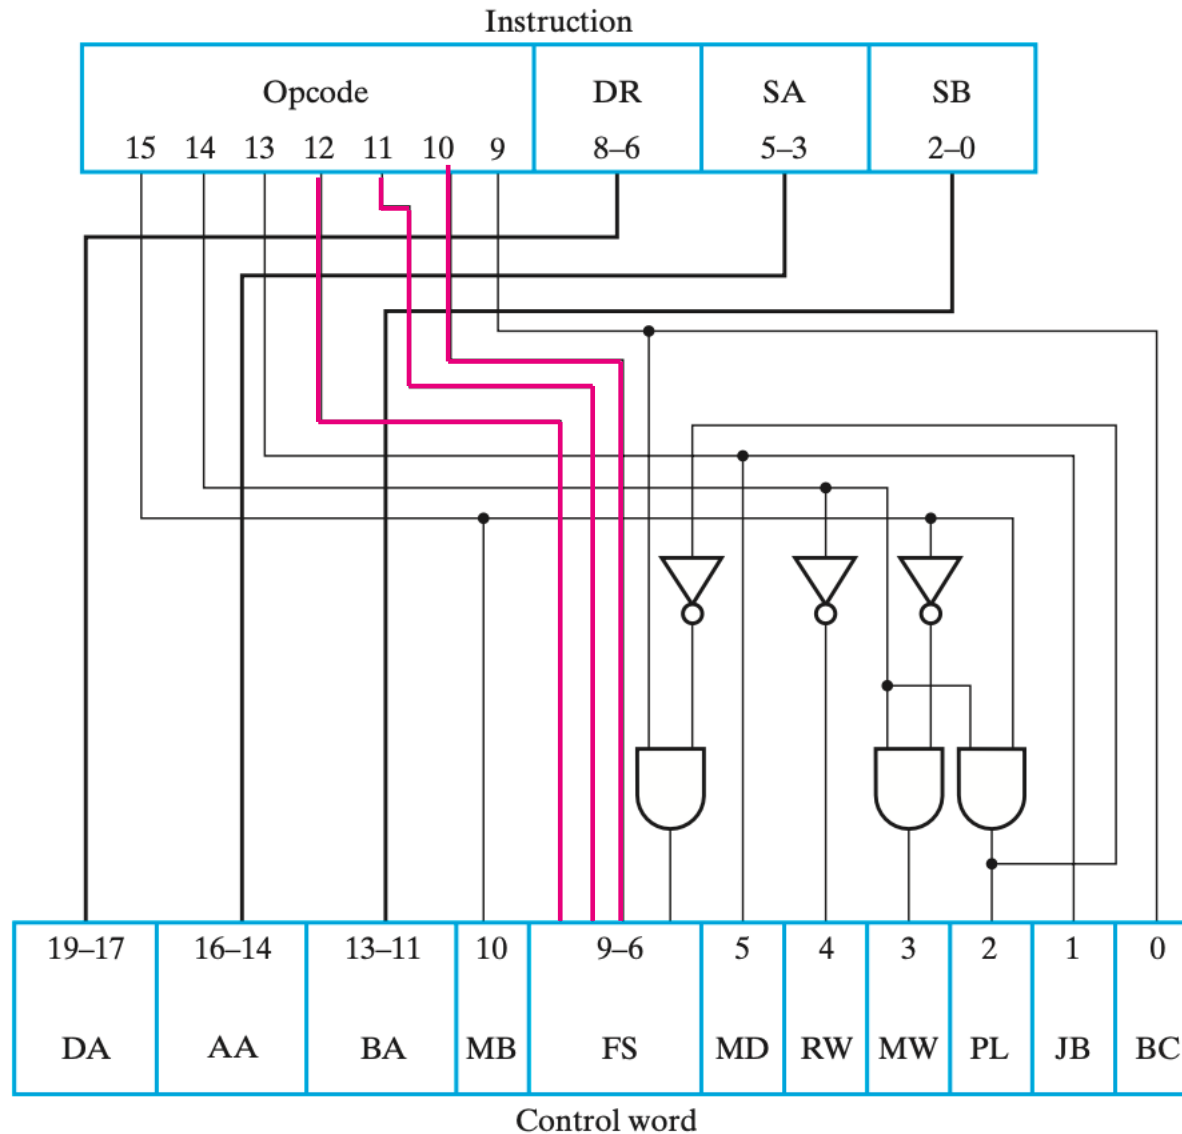 Instruction
Opcode DR SA SB
15 14 13 12 11 10 9 8–6 5–3 2–0
19–17 16–14 13–11 10 9–6 5 4 3 2 1 0
DA AA BA MB FS MD RW MW PL JB BC
Control word